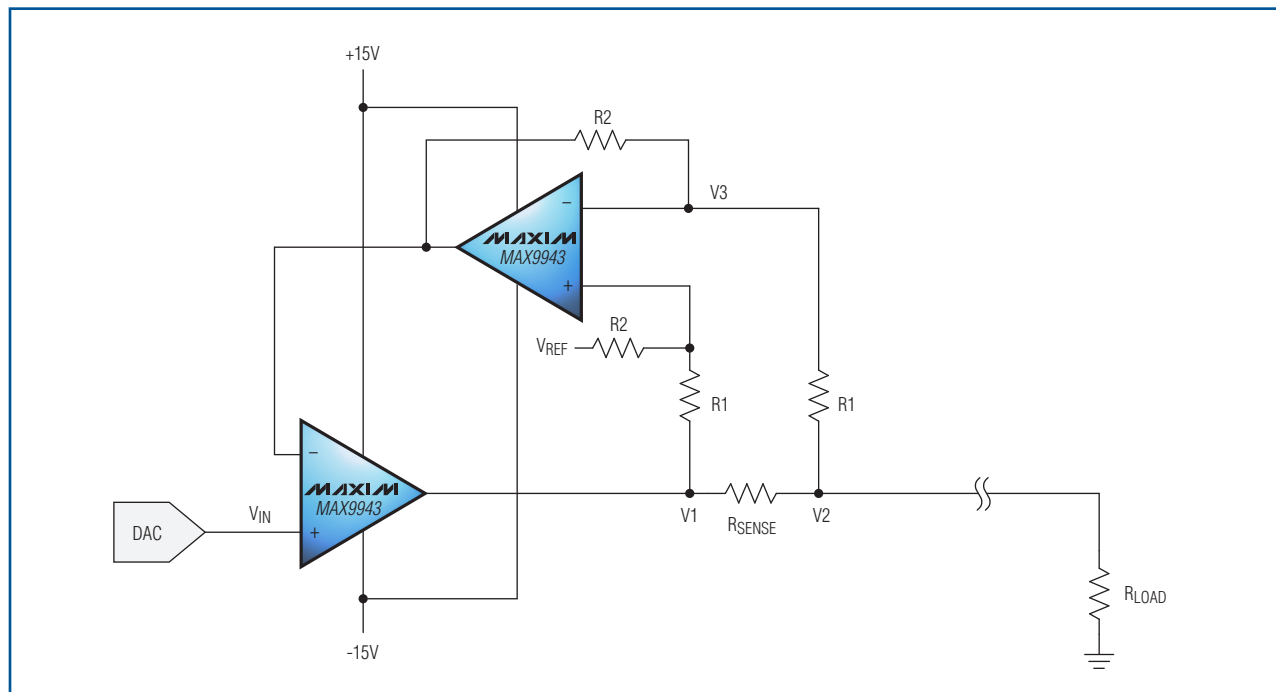 +15V
R2
V3
−
MAXIM
MAX9943
+
R2
VREF
R1
R1
−
MAXIM
MAX9943
+
DAC
VIN
V1
RSENSE
V2
RLOAD
-15V